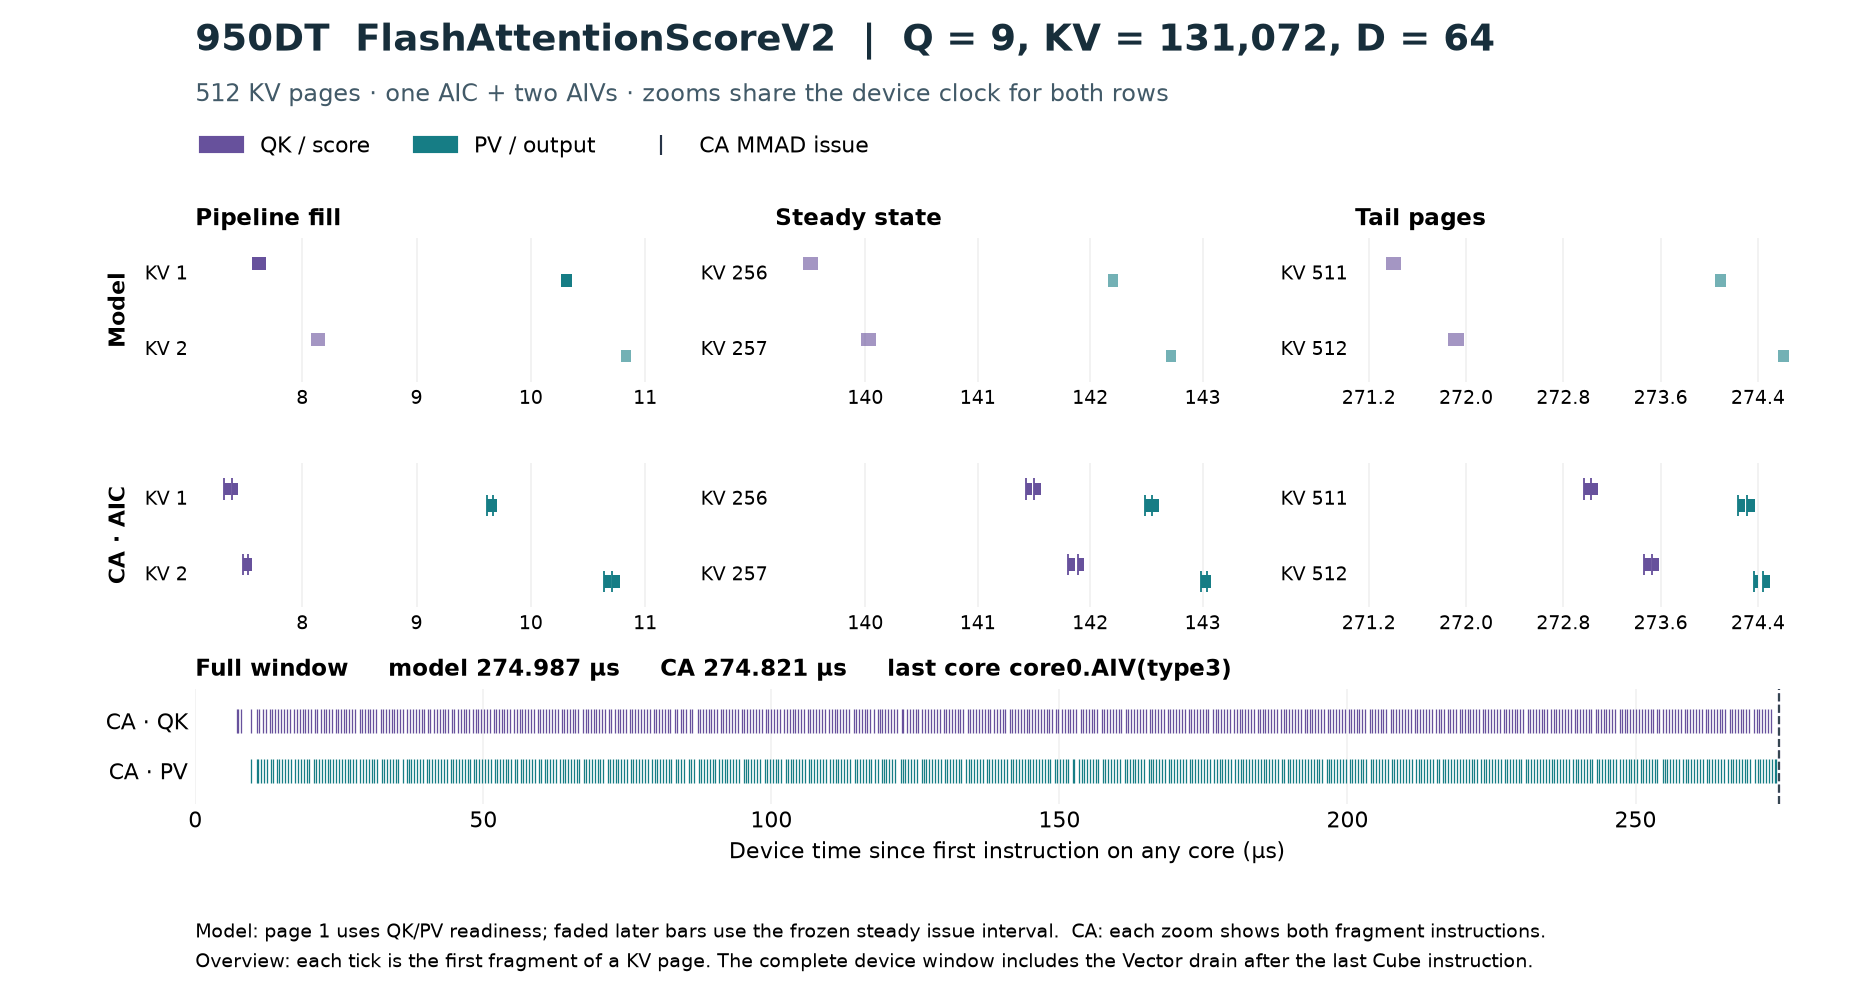 950DT  FlashAttentionScoreV2  |  Q = 9, KV = 131,072, D = 64
512 KV pages · one AIC + two AIVs · zooms share the device clock for both rows
QK / score
PV / output
CA MMAD issue
Pipeline fill
Steady state
Tail pages
Model
KV 1
KV 2
8 9 10 11
KV 256
KV 257
140 141 142 143
KV 511
KV 512
271.2 272.0 272.8 273.6 274.4
CA · AIC
KV 1
KV 2
8 9 10 11
KV 256
KV 257
140 141 142 143
KV 511
KV 512
271.2 272.0 272.8 273.6 274.4
Full window     model 274.987 µs     CA 274.821 µs     last core core0.AIV(type3)
CA · QK
CA · PV
0 50 100 150 200 250
Device time since first instruction on any core (µs)
Model: page 1 uses QK/PV readiness; faded later bars use the frozen steady issue interval.  CA: each zoom shows both fragment instructions.
Overview: each tick is the first fragment of a KV page. The complete device window includes the Vector drain after the last Cube instruction.